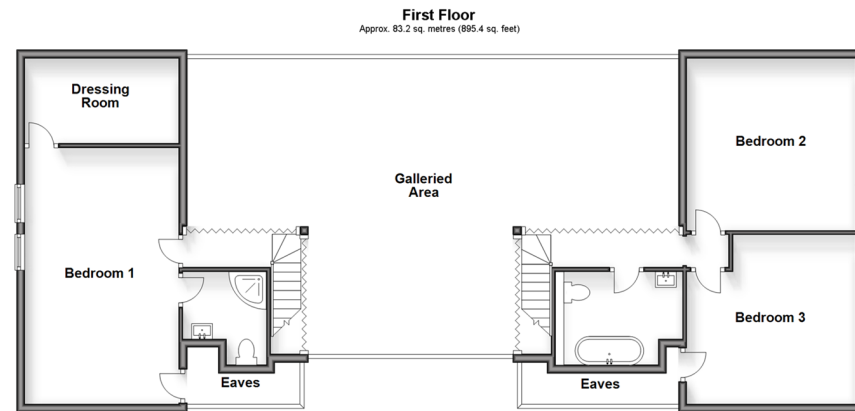 First Floor
Approx. 83.2 sq. metres (895.4 sq. feet)
Dressing
Room
Bedroom 2
Galleried
Area
Bedroom 1
Bedroom 3
Eaves
Eaves